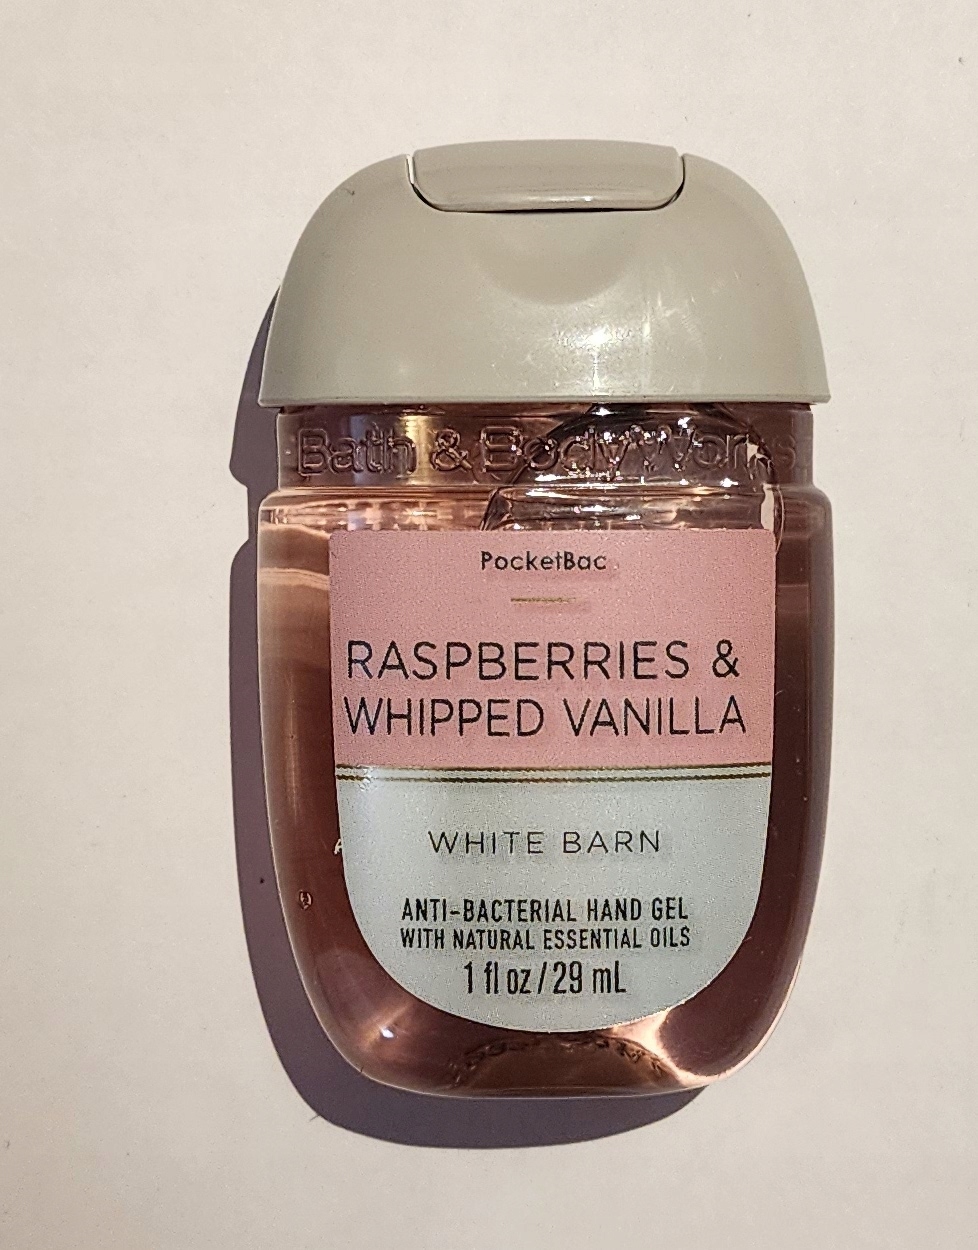 Bath & Body Works
PocketBac
RASPBERRIES &
WHIPPED VANILLA
WHITE BARN
ANTI-BACTERIAL HAND GEL
WITH NATURAL ESSENTIAL OILS
1 fl oz / 29 mL